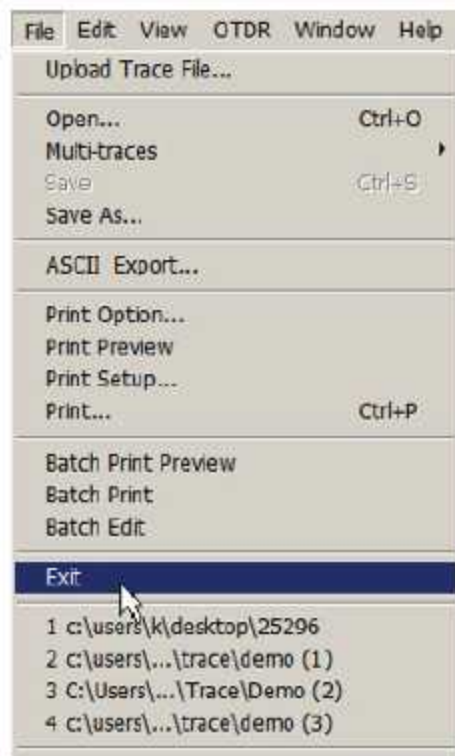 File Edit View OTDR Window Help
Upload Trace File...
Open... Ctrl+O
Multi-traces
Save Ctrl+S
Save As...
ASCII Export...
Print Option...
Print Preview
Print Setup...
Print... Ctrl+P
Batch Print Preview
Batch Print
Batch Edit
Exit
1 c:\users\k\desktop\25296
2 c:\users\...\trace\demo (1)
3 C:\Users\...\Trace\Demo (2)
4 c:\users\...\trace\demo (3)